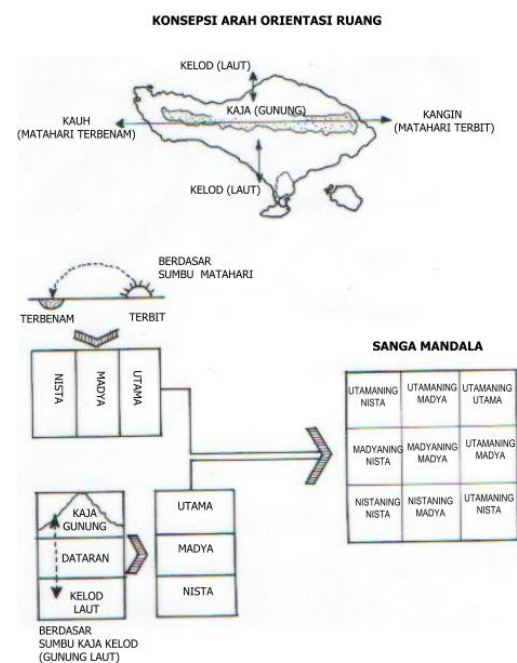 KONSEPSI ARAH ORIENTASI RUANG
KELOD (LAUT)
KAJA (GUNUNG)
KAUH
(MATAHARI TERBENAM)
KANGIN
(MATAHARI TERBIT)
KELOD (LAUT)
BERDASAR
SUMBU MATAHARI
TERBENAM
TERBIT
NISTA
MADYA
UTAMA
SANGA MANDALA
UTAMANING
NISTA
UTAMANING
MADYA
UTAMANING
UTAMA
MADYANING
NISTA
MADYANING
MADYA
UTAMANING
MADYA
NISTANING
NISTA
NISTANING
MADYA
UTAMANING
NISTA
KAJA
GUNUNG
DATARAN
KELOD
LAUT
UTAMA
MADYA
NISTA
BERDASAR
SUMBU KAJA KELOD
(GUNUNG LAUT)